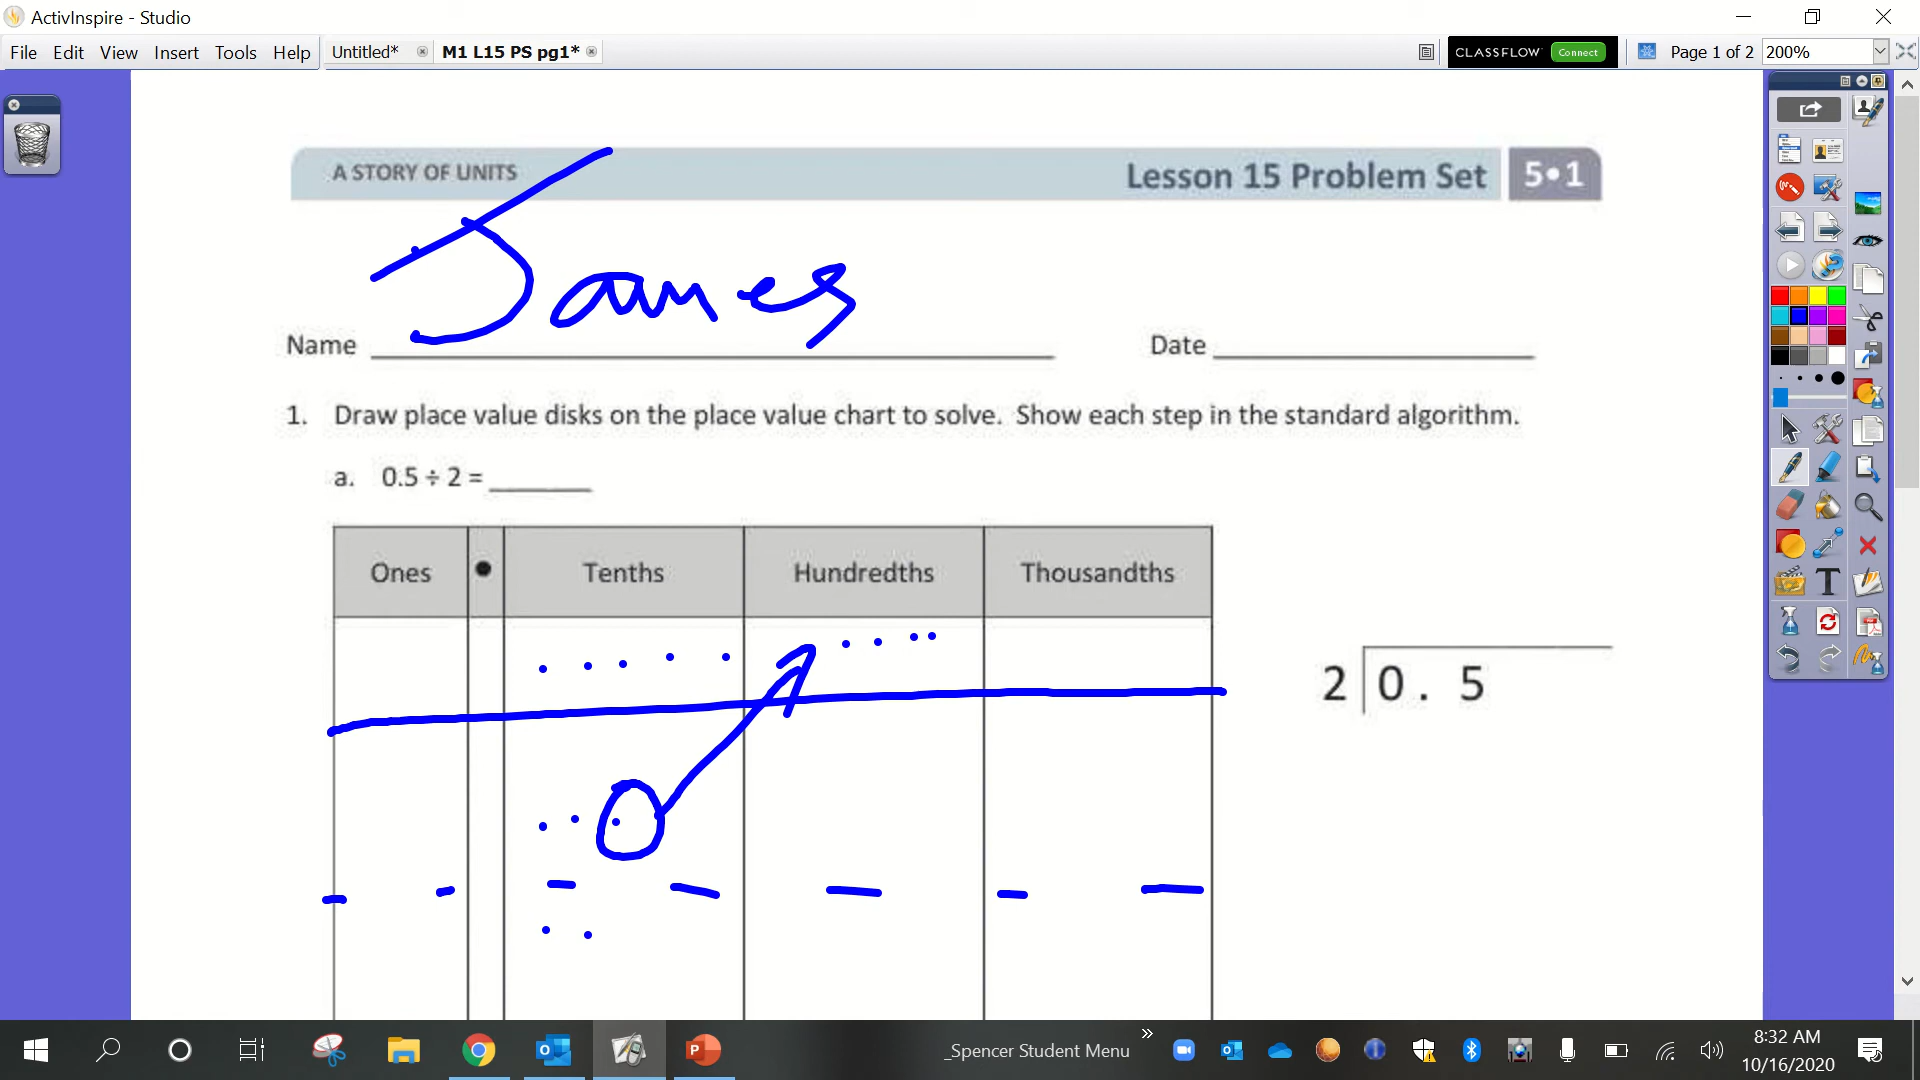 ActivInspire - Studio
File Edit View Insert Tools Help Untitled* M1 L15 PS pg1* CLASSFLOW Connect Page 1 of 2 200%
A STORY OF UNITS Lesson 15 Problem Set 5•1
James
Name Date
1. Draw place value disks on the place value chart to solve. Show each step in the standard algorithm.
a. 0.5 ÷ 2 =
Ones • Tenths Hundredths Thousandths
2 0. 5
_Spencer Student Menu
8:32 AM
10/16/2020